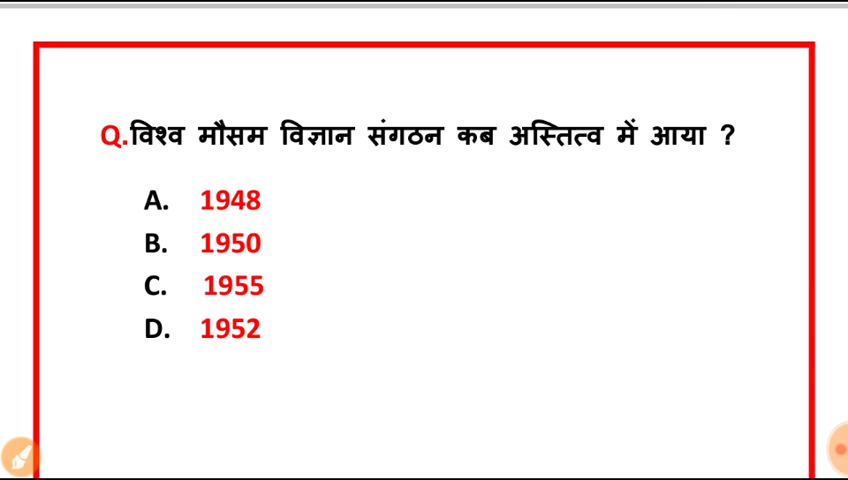 Q.विश्व मौसम विज्ञान संगठन कब अस्तित्व में आया ?
A. 1948
B. 1950
C. 1955
D. 1952